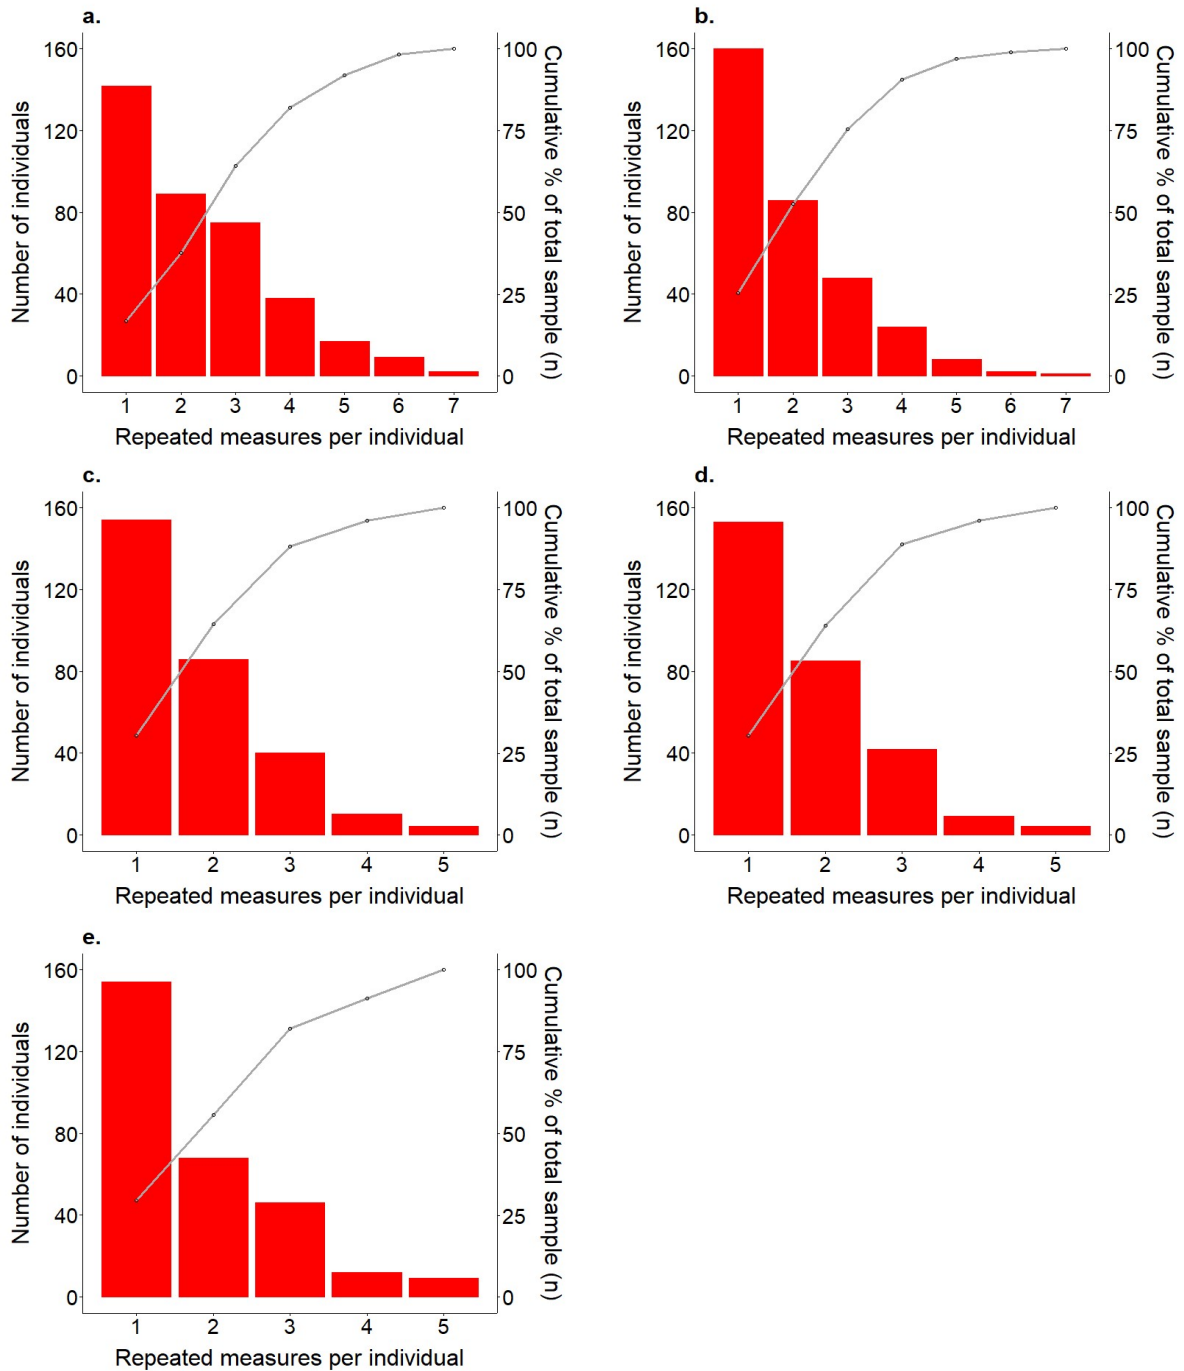 a.
Number of individuals
160
120
80
40
0
100
75
50
25
0
Cumulative % of total sample (n)
1 2 3 4 5 6 7
Repeated measures per individual
b.
Number of individuals
160
120
80
40
0
100
75
50
25
0
Cumulative % of total sample (n)
1 2 3 4 5 6 7
Repeated measures per individual
c.
Number of individuals
160
120
80
40
0
100
75
50
25
0
Cumulative % of total sample (n)
1 2 3 4 5
Repeated measures per individual
d.
Number of individuals
160
120
80
40
0
100
75
50
25
0
Cumulative % of total sample (n)
1 2 3 4 5
Repeated measures per individual
e.
Number of individuals
160
120
80
40
0
100
75
50
25
0
Cumulative % of total sample (n)
1 2 3 4 5
Repeated measures per individual